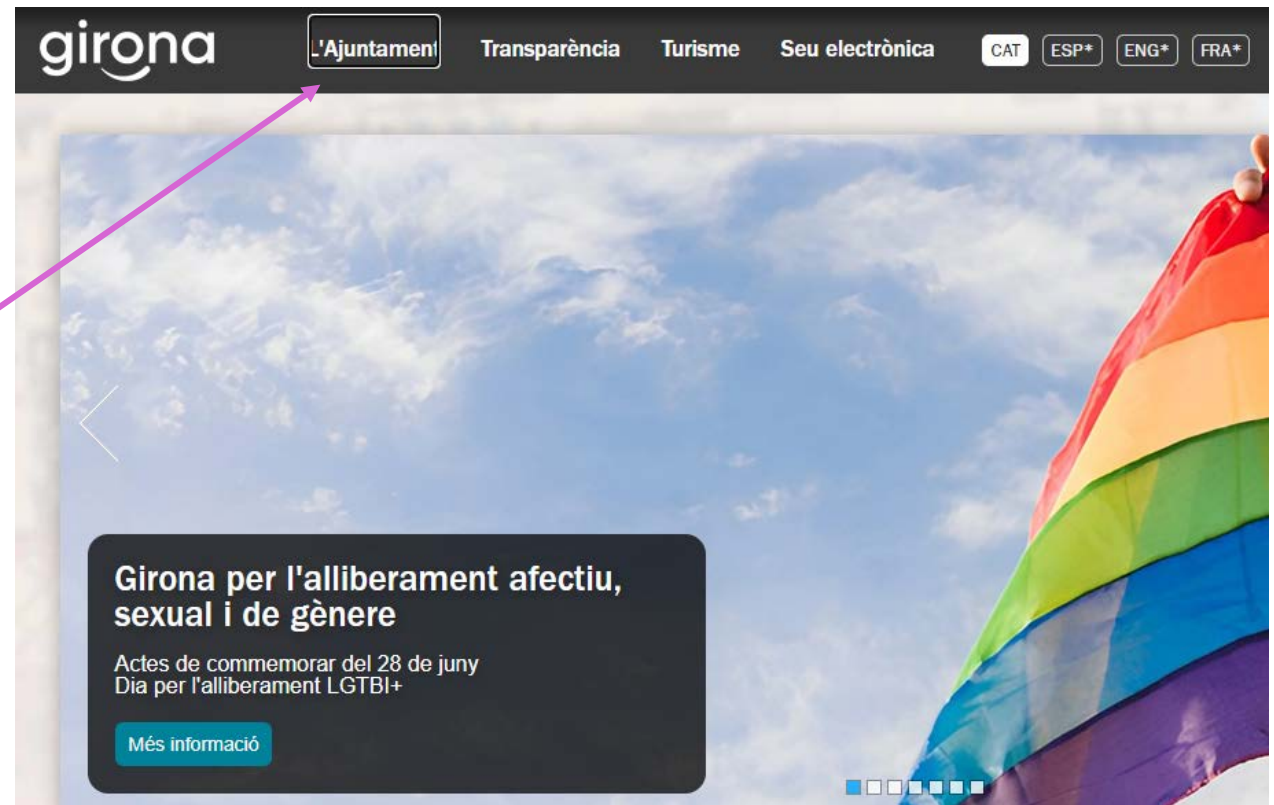 girona
L'Ajuntament
Transparència
Turisme
Seu electrònica
CAT
ESP*
ENG*
FRA*
Girona per l'alliberament afectiu,
sexual i de gènere
Actes de commemorar del 28 de juny
Dia per l'alliberament LGTBI+
Més informació